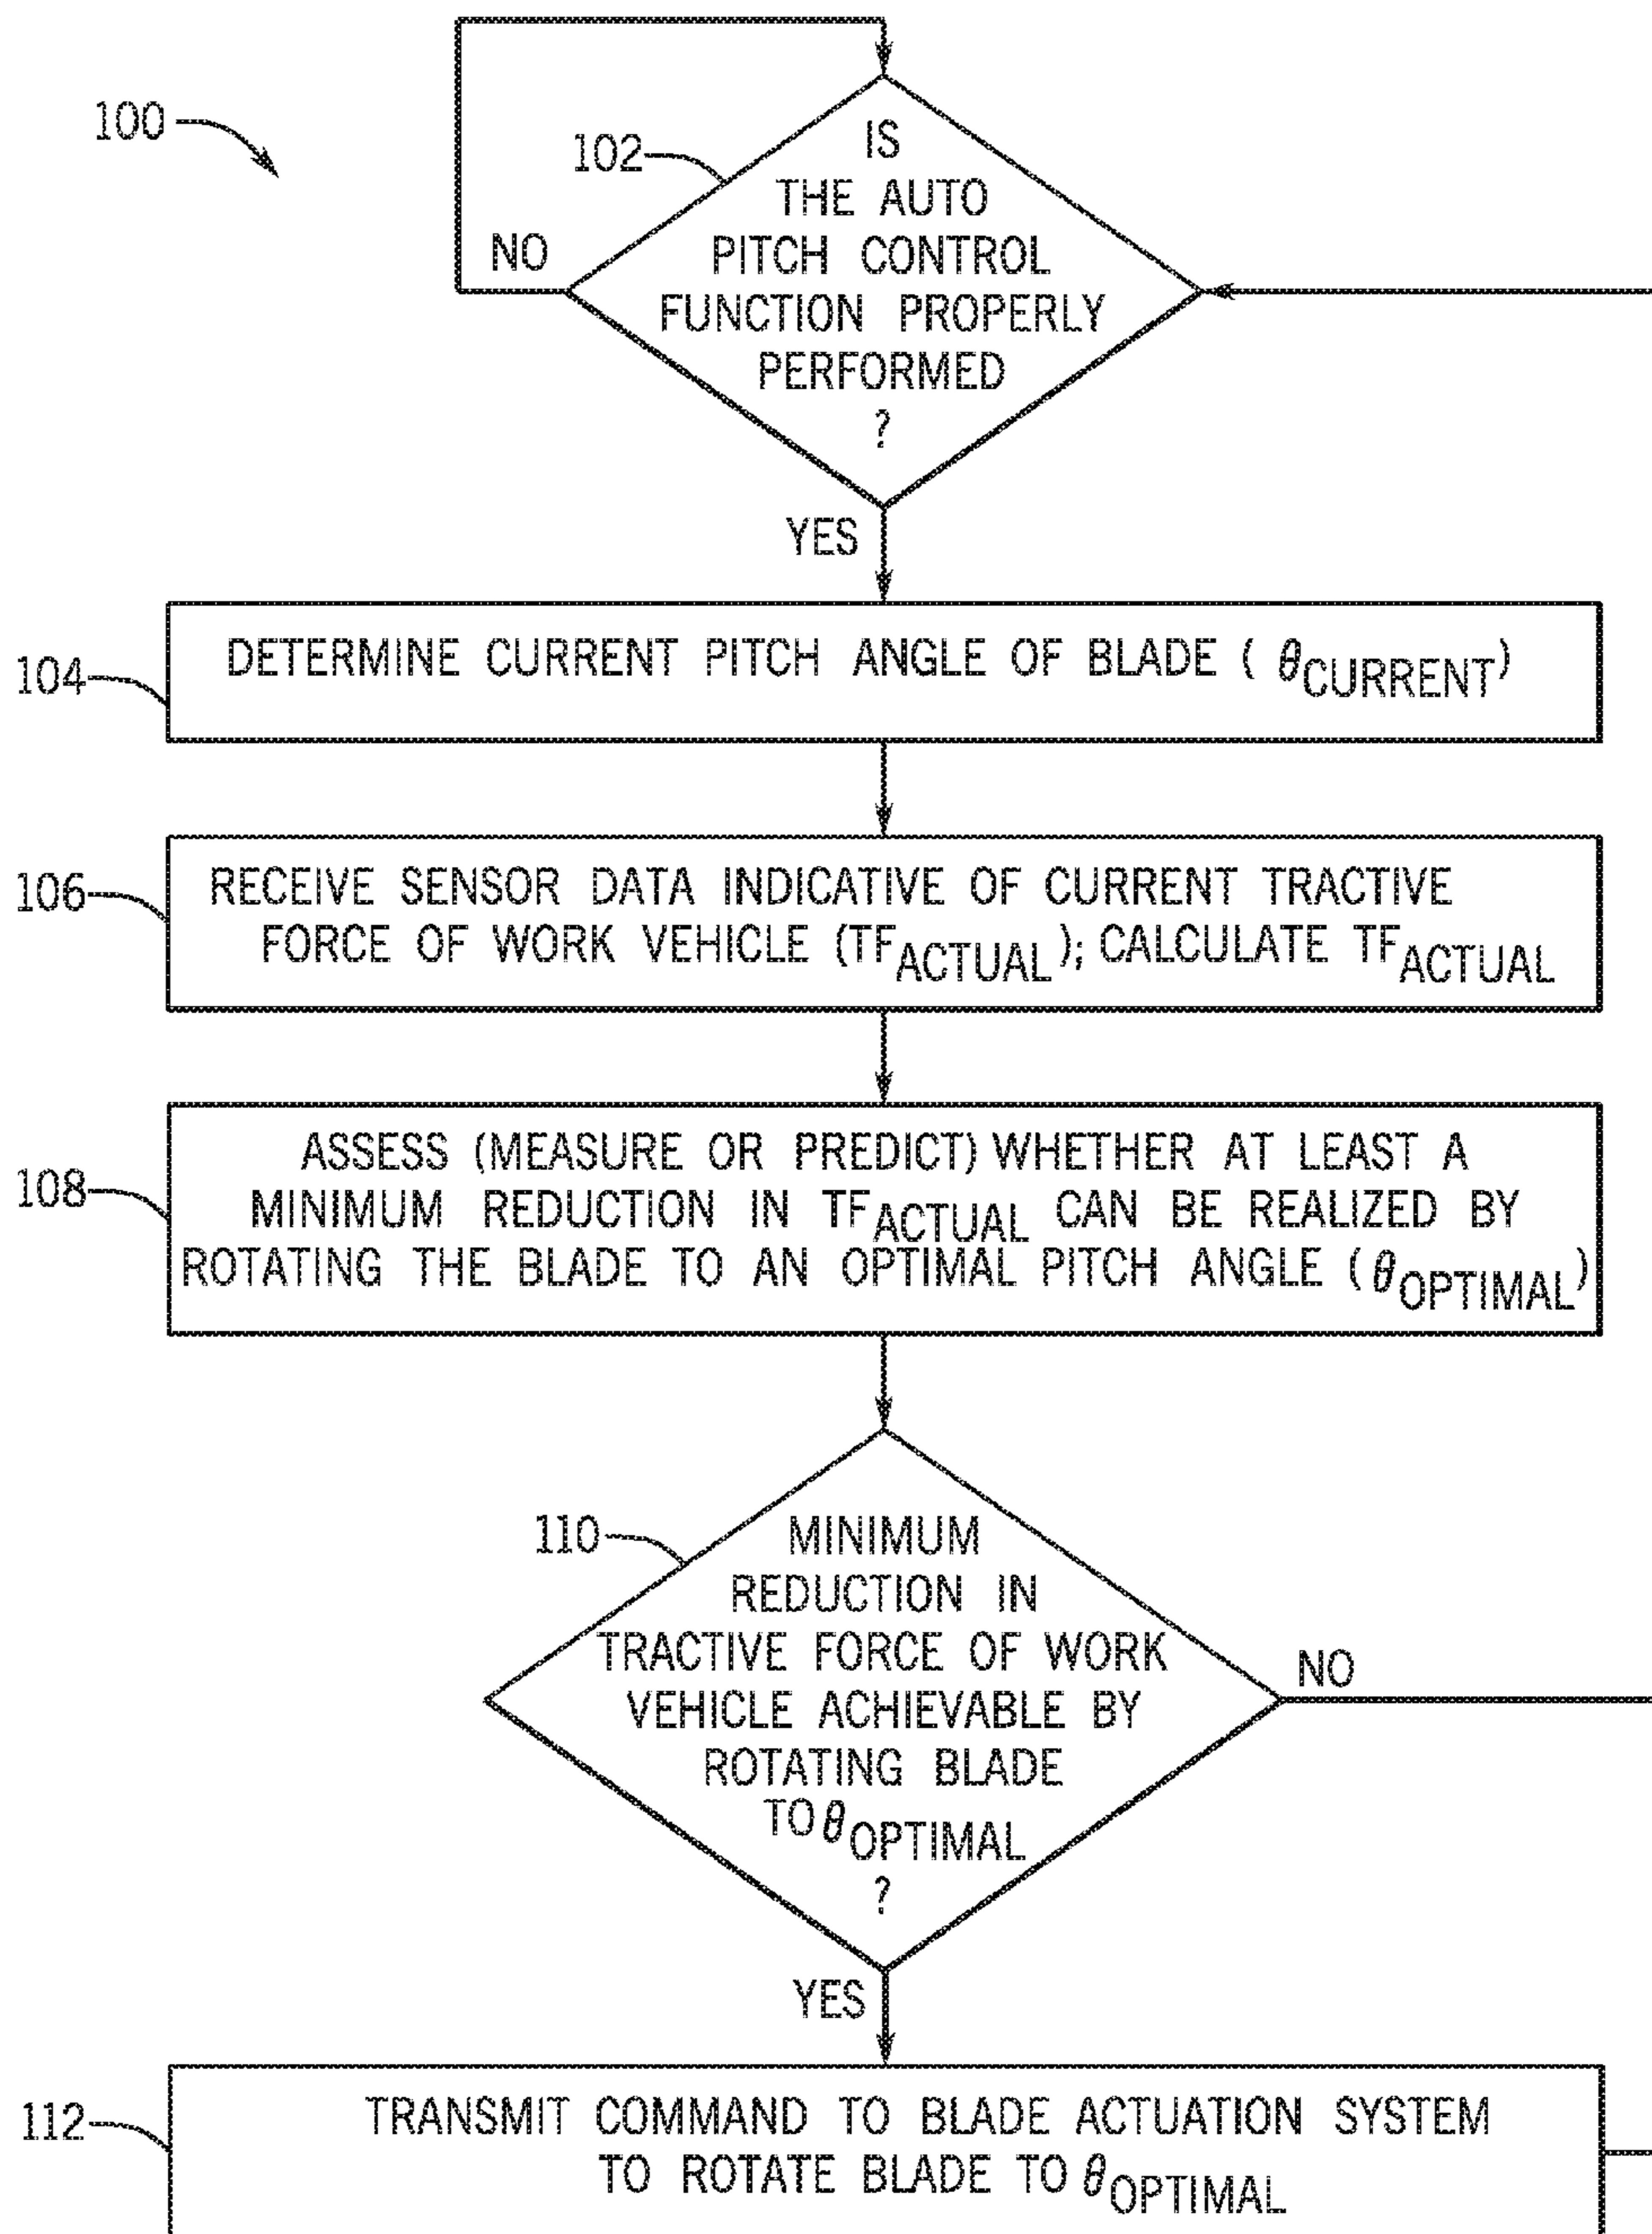 100
102
IS
THE AUTO
PITCH CONTROL
FUNCTION PROPERLY
PERFORMED
?
NO
YES
104
DETERMINE CURRENT PITCH ANGLE OF BLADE ( θCURRENT)
106
RECEIVE SENSOR DATA INDICATIVE OF CURRENT TRACTIVE
FORCE OF WORK VEHICLE (TFACTUAL); CALCULATE TFACTUAL
108
ASSESS (MEASURE OR PREDICT) WHETHER AT LEAST A
MINIMUM REDUCTION IN TFACTUAL CAN BE REALIZED BY
ROTATING THE BLADE TO AN OPTIMAL PITCH ANGLE ( θOPTIMAL)
110
MINIMUM
REDUCTION IN
TRACTIVE FORCE OF WORK
VEHICLE ACHIEVABLE BY
ROTATING BLADE
TO θOPTIMAL
?
NO
YES
112
TRANSMIT COMMAND TO BLADE ACTUATION SYSTEM
TO ROTATE BLADE TO θOPTIMAL